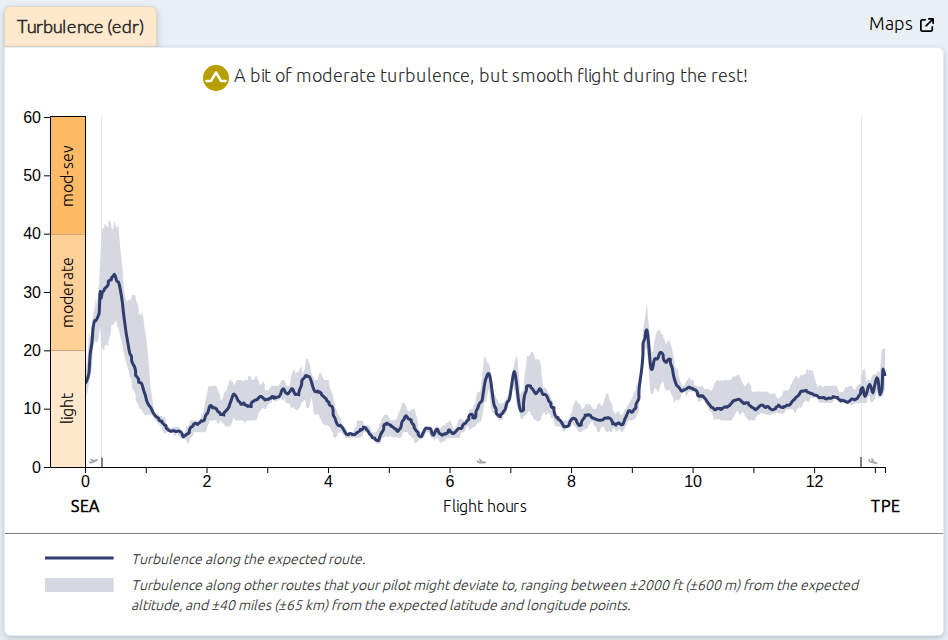 Turbulence (edr)
Maps
A bit of moderate turbulence, but smooth flight during the rest!
60
50
40
30
20
10
0
mod-sev
moderate
light
0 2 4 6 8 10 12
SEA Flight hours TPE
Turbulence along the expected route.
Turbulence along other routes that your pilot might deviate to, ranging between ±2000 ft (±600 m) from the expected
altitude, and ±40 miles (±65 km) from the expected latitude and longitude points.